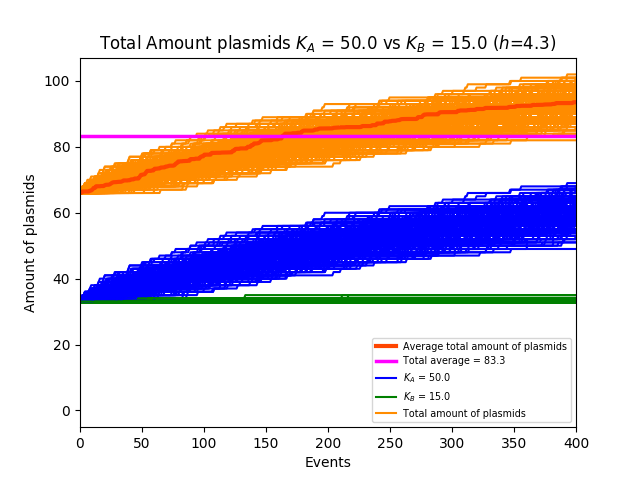 Total Amount plasmids K_A = 50.0 vs K_B = 15.0 (h=4.3)
Amount of plasmids
100
80
60
40
20
0
Average total amount of plasmids
Total average = 83.3
K_A = 50.0
K_B = 15.0
Total amount of plasmids
0 50 100 150 200 250 300 350 400
Events